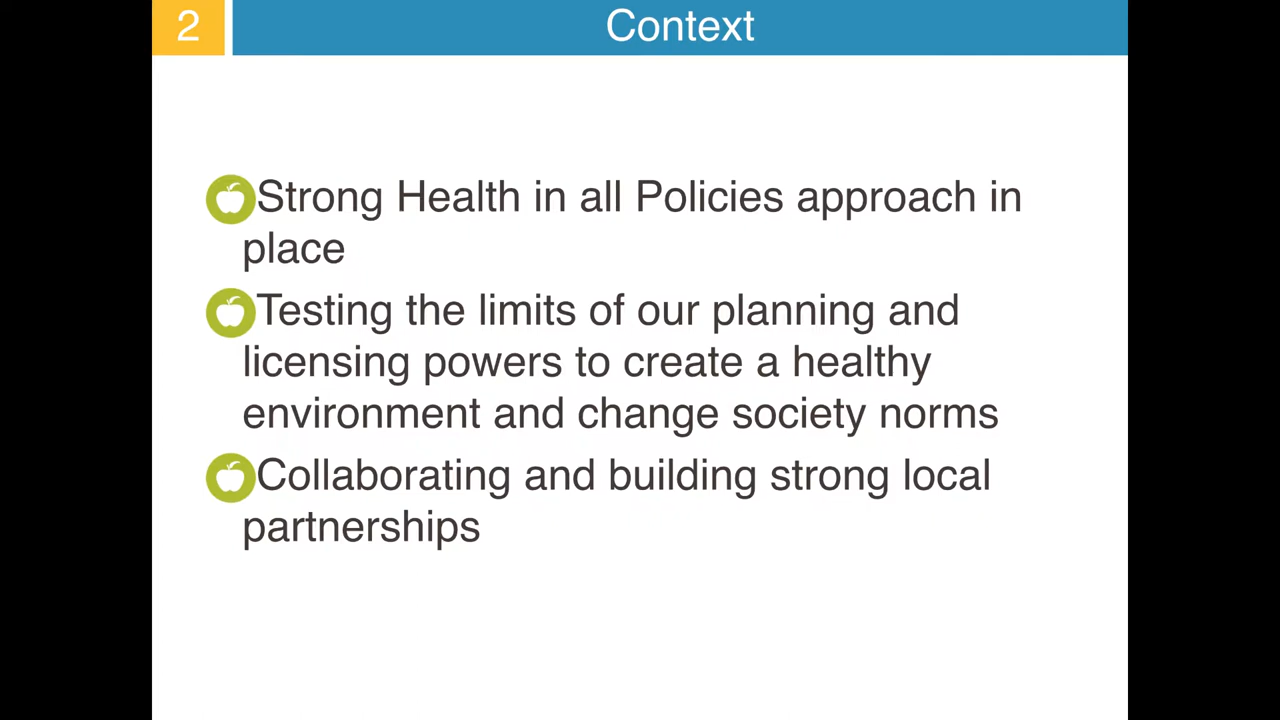 2
Context
Strong Health in all Policies approach in
place
Testing the limits of our planning and
licensing powers to create a healthy
environment and change society norms
Collaborating and building strong local
partnerships